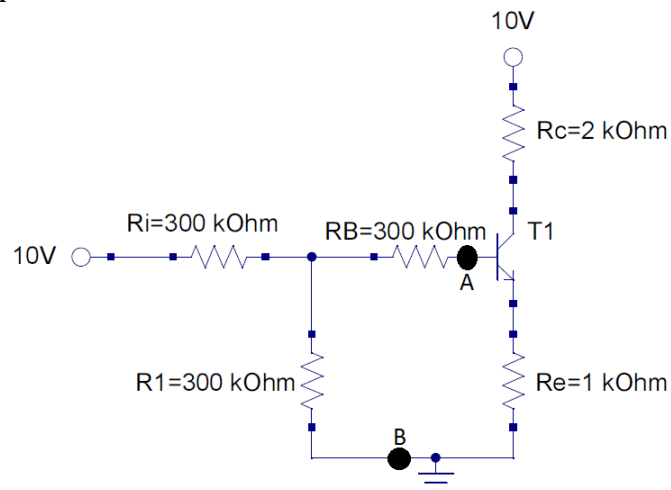 10V
Rc=2 kOhm
Ri=300 kOhm
RB=300 kOhm
T1
10V
A
R1=300 kOhm
Re=1 kOhm
B